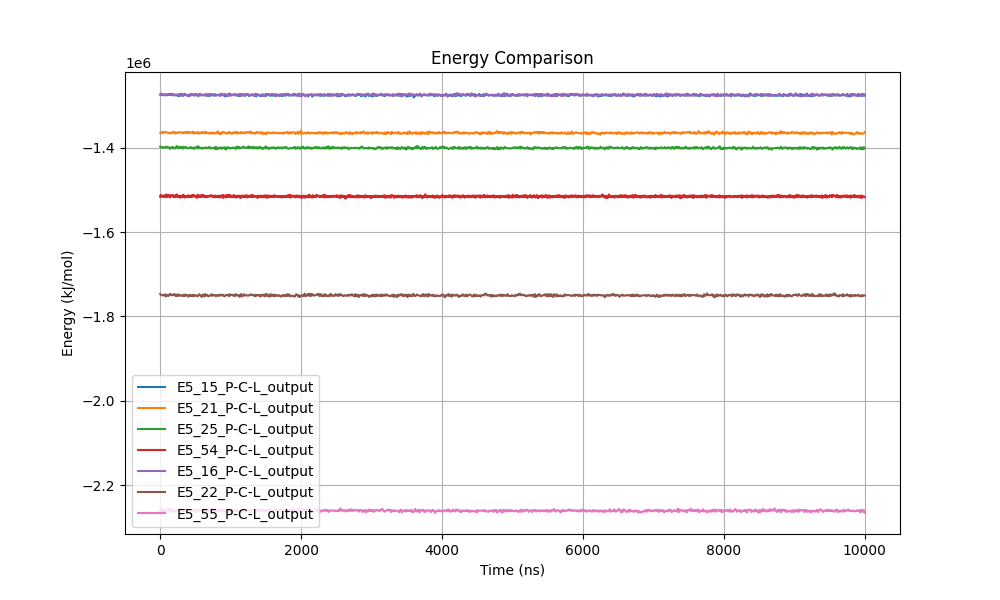 Energy Comparison
1e6
−1.4
−1.6
−1.8
−2.0
−2.2
Energy (kJ/mol)
E5_15_P-C-L_output
E5_21_P-C-L_output
E5_25_P-C-L_output
E5_54_P-C-L_output
E5_16_P-C-L_output
E5_22_P-C-L_output
E5_55_P-C-L_output
0 2000 4000 6000 8000 10000
Time (ns)